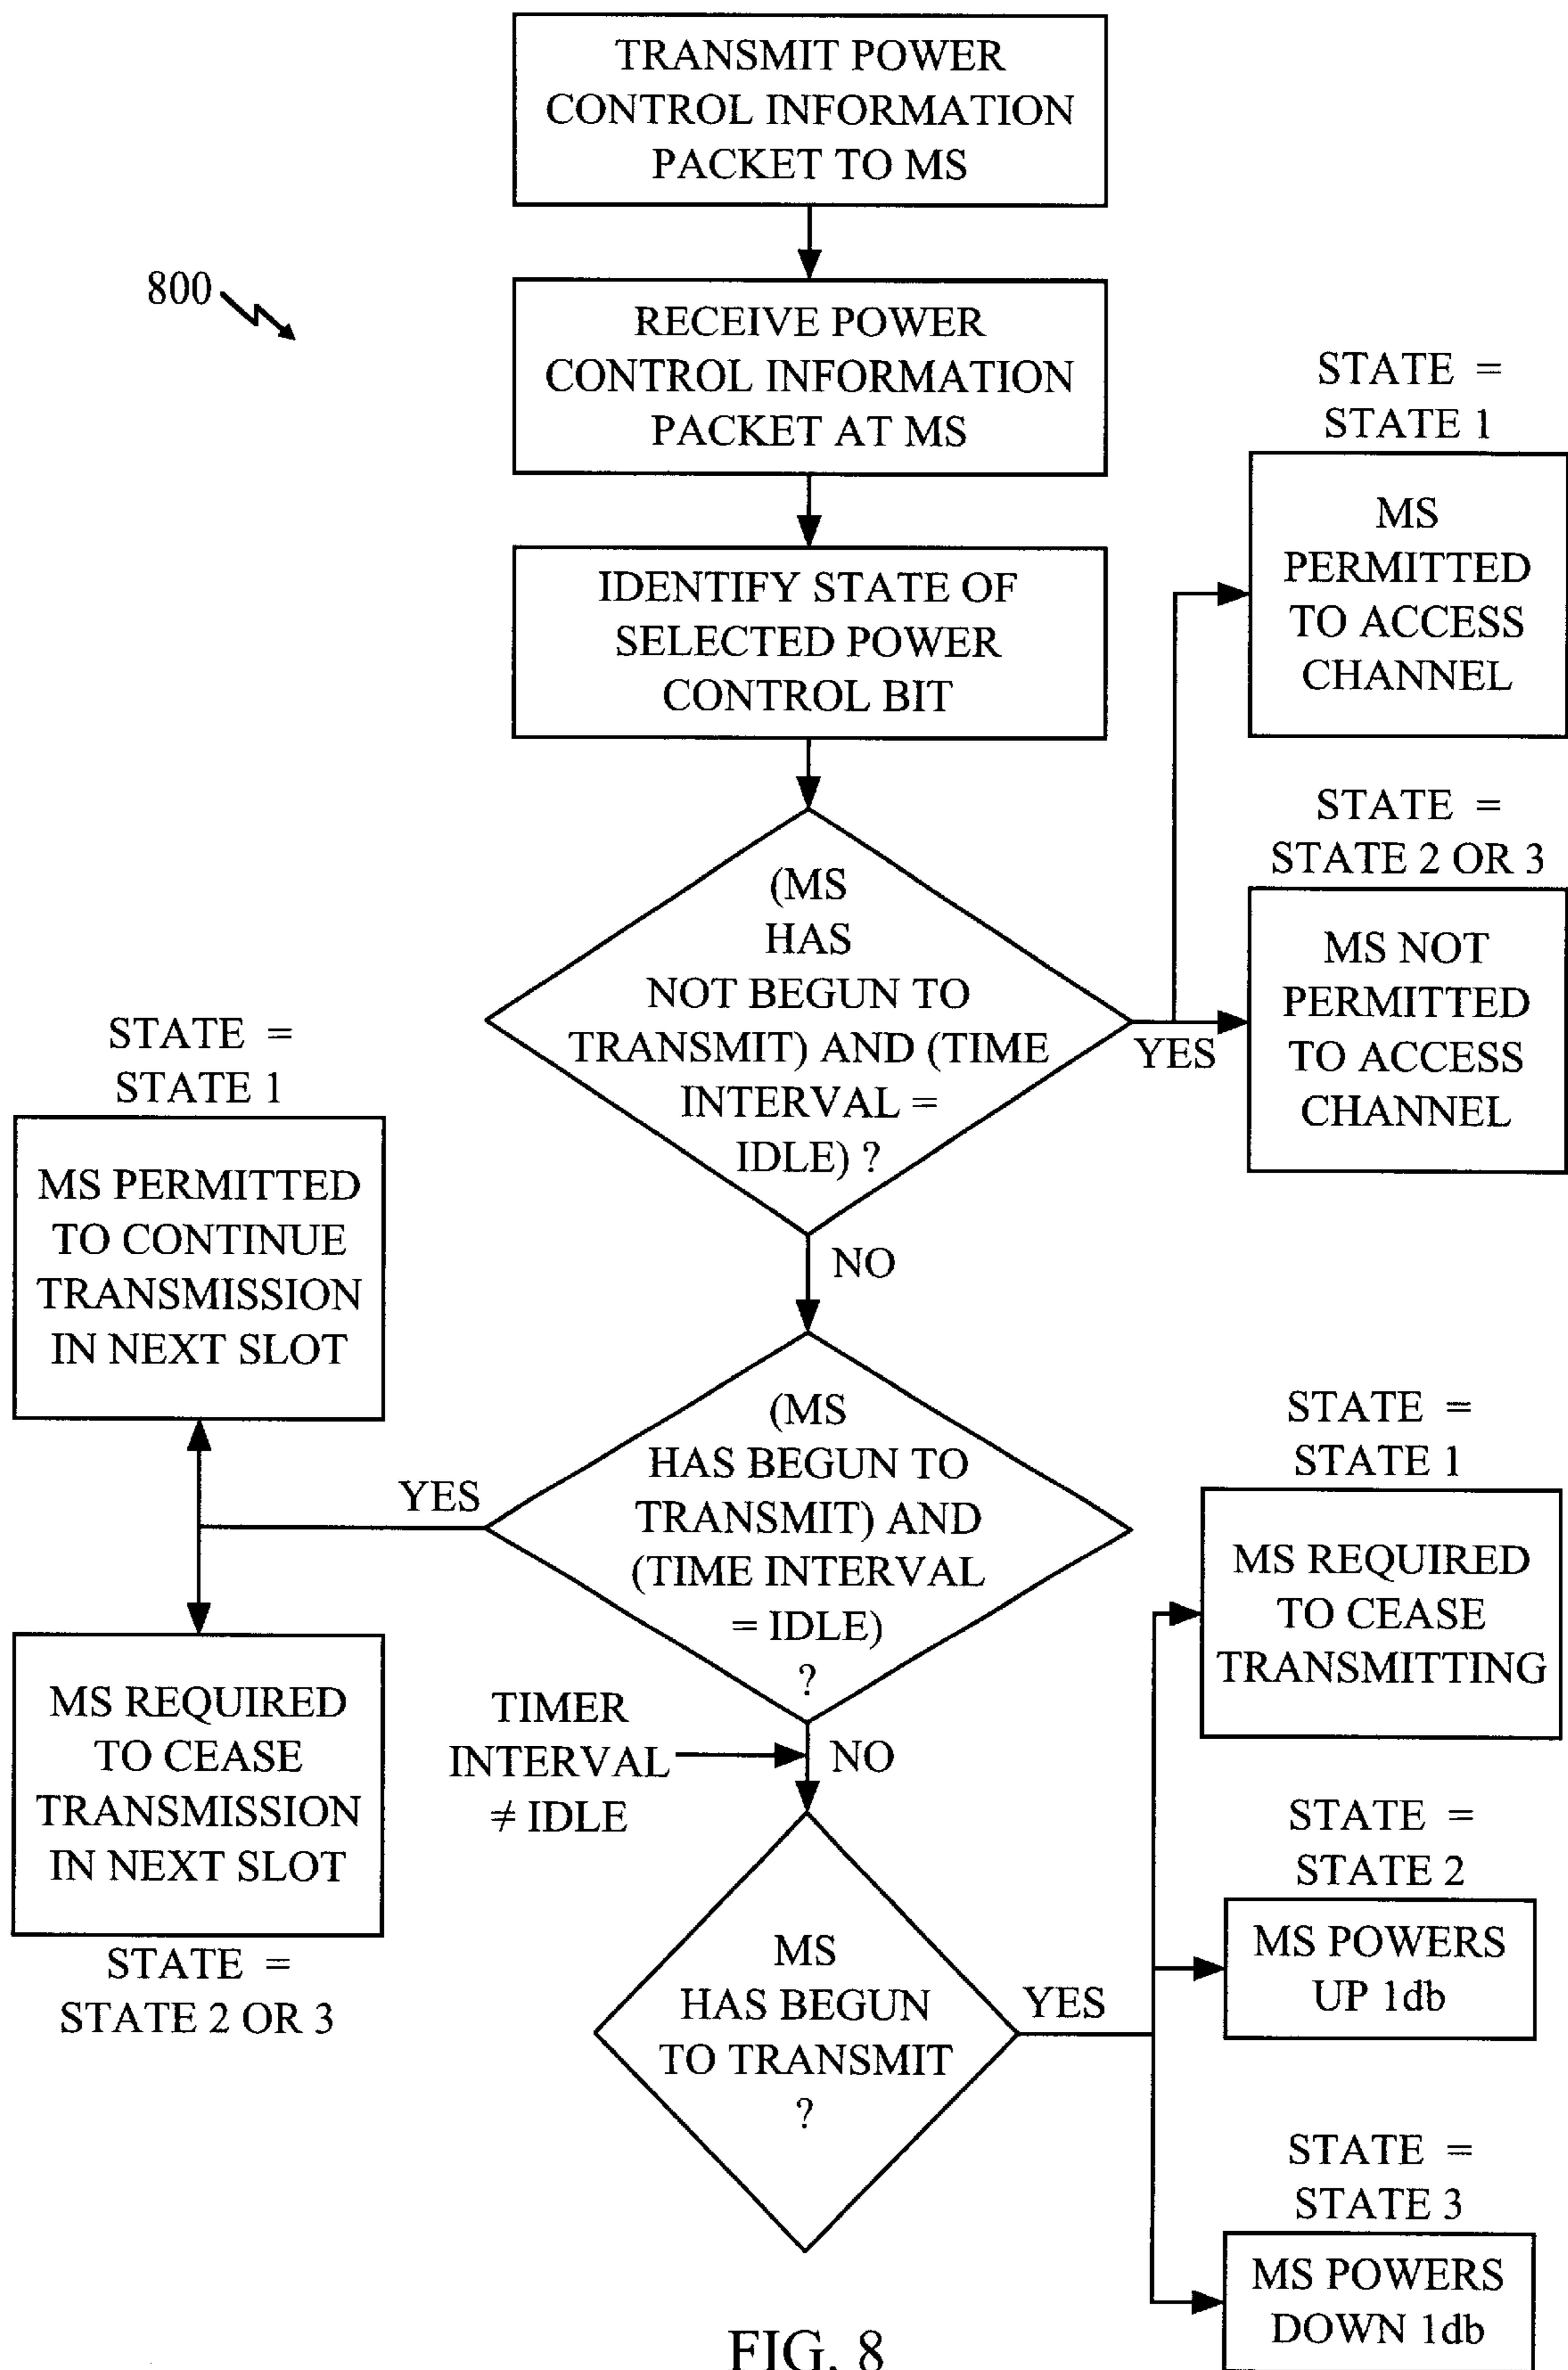 TRANSMIT POWER
CONTROL INFORMATION
PACKET TO MS
800
RECEIVE POWER
CONTROL INFORMATION
PACKET AT MS
IDENTIFY STATE OF
SELECTED POWER
CONTROL BIT
STATE =
STATE 1
MS
PERMITTED
TO ACCESS
CHANNEL
(MS
HAS
NOT BEGUN TO
TRANSMIT) AND (TIME
INTERVAL =
IDLE) ?
YES
STATE =
STATE 2 OR 3
MS NOT
PERMITTED
TO ACCESS
CHANNEL
NO
STATE =
STATE 1
MS PERMITTED
TO CONTINUE
TRANSMISSION
IN NEXT SLOT
(MS
HAS BEGUN TO
TRANSMIT) AND
(TIME INTERVAL
= IDLE)
?
YES
MS REQUIRED
TO CEASE
TRANSMISSION
IN NEXT SLOT
STATE =
STATE 2 OR 3
TIMER
INTERVAL
≠ IDLE
NO
MS
HAS BEGUN
TO TRANSMIT
?
YES
STATE =
STATE 1
MS REQUIRED
TO CEASE
TRANSMITTING
STATE =
STATE 2
MS POWERS
UP 1db
STATE =
STATE 3
MS POWERS
DOWN 1db
FIG. 8